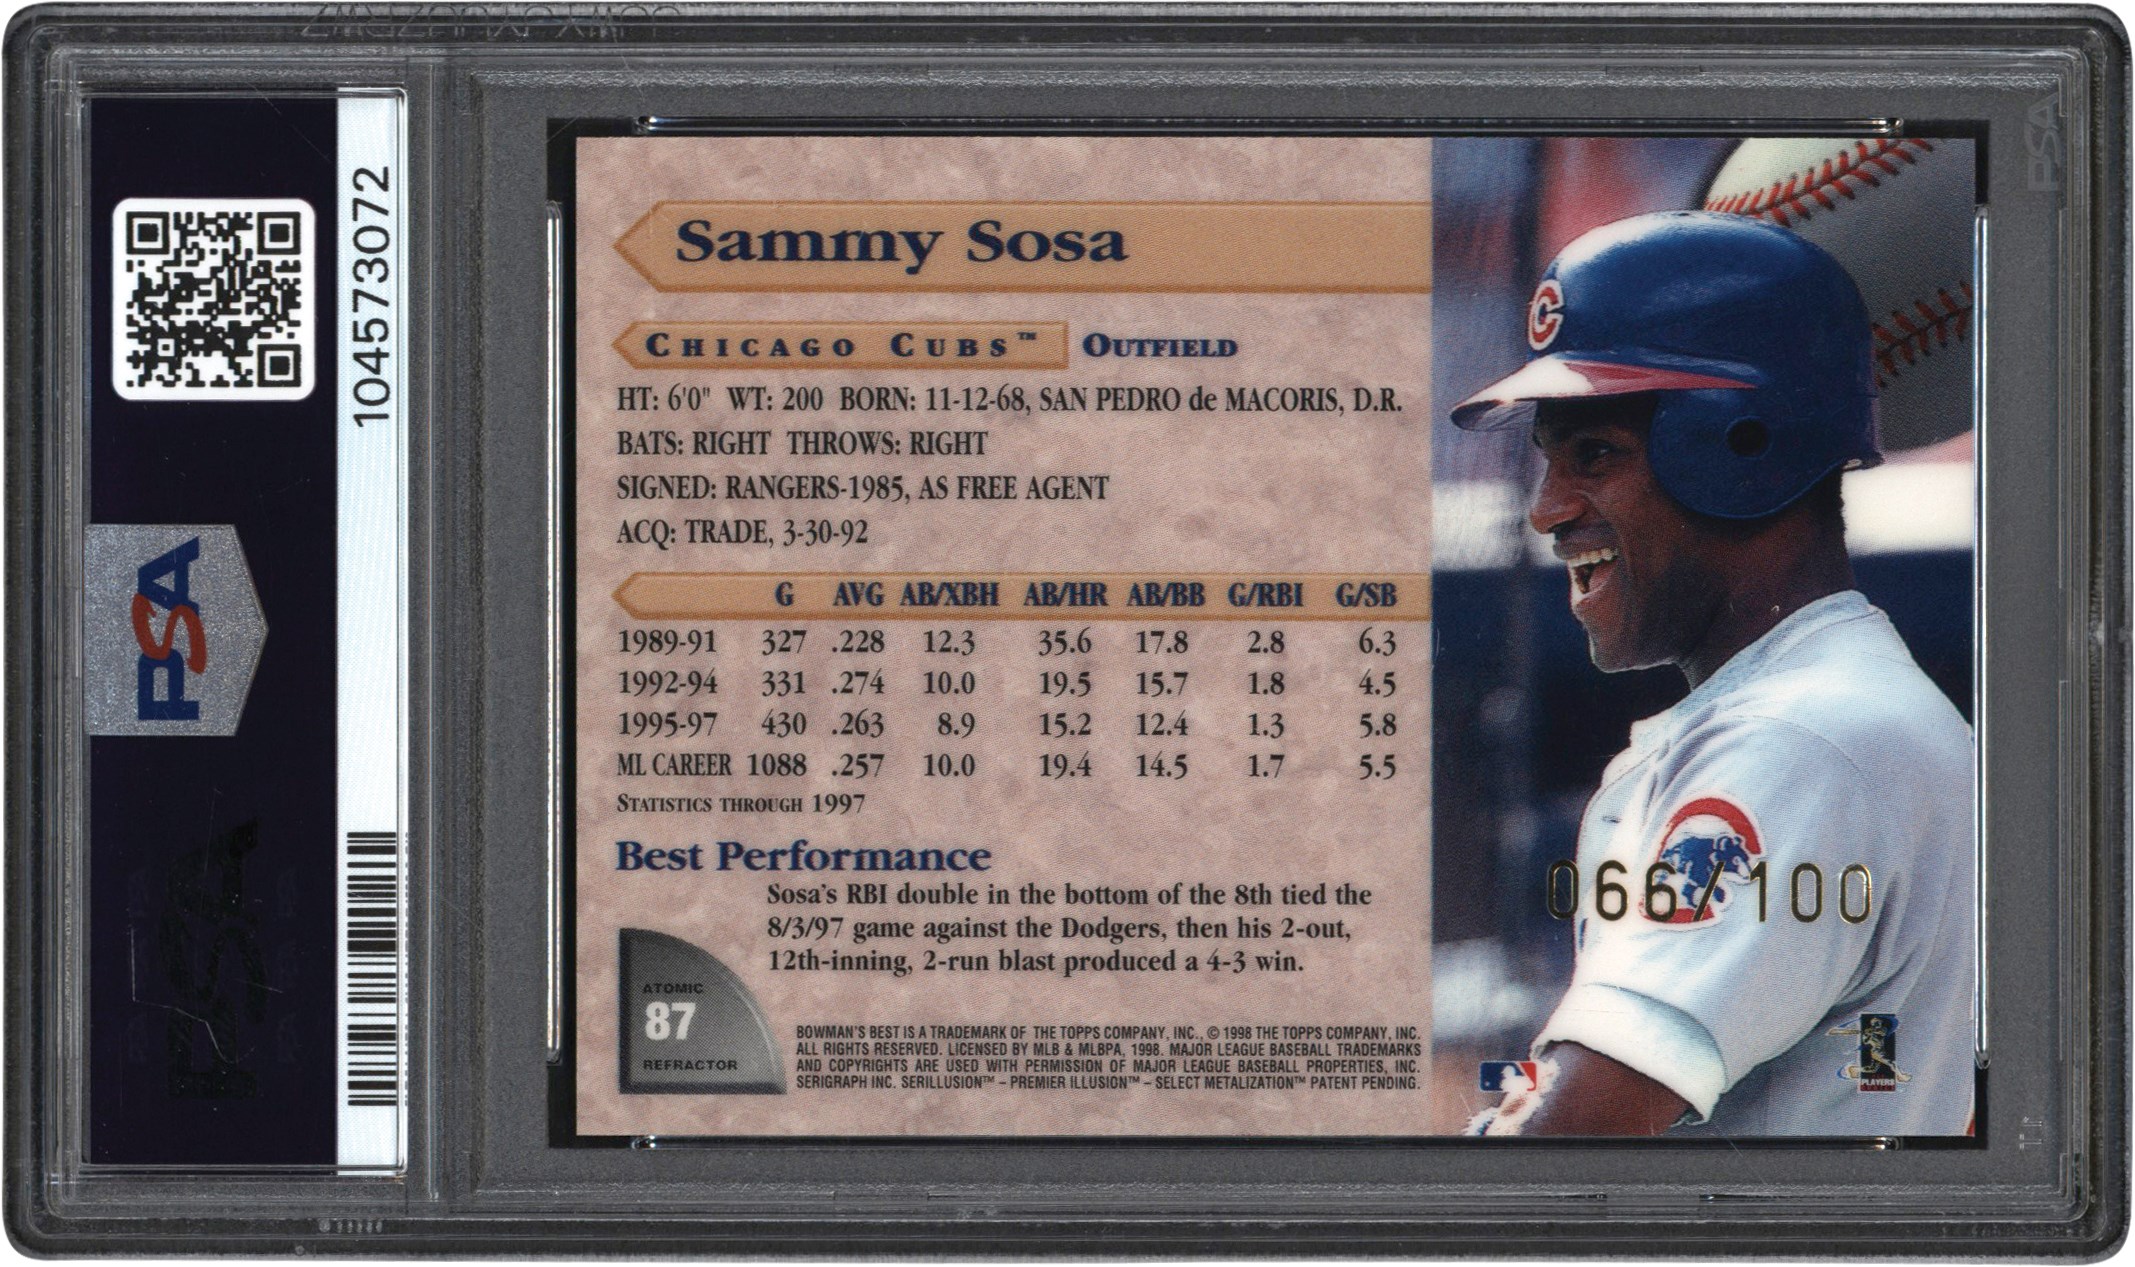 104573072
PSA
Sammy Sosa
CHICAGO CUBS™ OUTFIELD
HT: 6'0" WT: 200 BORN: 11-12-68, SAN PEDRO de MACORIS, D.R.
BATS: RIGHT THROWS: RIGHT
SIGNED: RANGERS-1985, AS FREE AGENT
ACQ: TRADE, 3-30-92
G AVG AB/XBH AB/HR AB/BB G/RBI G/SB
1989-91 327 .228 12.3 35.6 17.8 2.8 6.3
1992-94 331 .274 10.0 19.5 15.7 1.8 4.5
1995-97 430 .263 8.9 15.2 12.4 1.3 5.8
ML CAREER 1088 .257 10.0 19.4 14.5 1.7 5.5
STATISTICS THROUGH 1997
Best Performance
Sosa's RBI double in the bottom of the 8th tied the
8/3/97 game against the Dodgers, then his 2-out,
12th-inning, 2-run blast produced a 4-3 win.
ATOMIC
87
REFRACTOR
BOWMAN'S BEST IS A TRADEMARK OF THE TOPPS COMPANY, INC., © 1998 THE TOPPS COMPANY, INC.
ALL RIGHTS RESERVED. LICENSED BY MLB & MLBPA, 1998. MAJOR LEAGUE BASEBALL TRADEMARKS
AND COPYRIGHTS ARE USED WITH PERMISSION OF MAJOR LEAGUE BASEBALL PROPERTIES, INC.
SERIGRAPH INC. SERILLUSION™ – PREMIER ILLUSION™ – SELECT METALIZATION™ PATENT PENDING.
C
066/100
PLAYERS
PSA